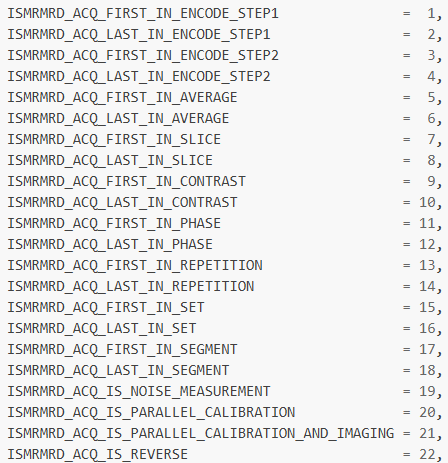 ISMRMRD_ACQ_FIRST_IN_ENCODE_STEP1 = 1,
ISMRMRD_ACQ_LAST_IN_ENCODE_STEP1 = 2,
ISMRMRD_ACQ_FIRST_IN_ENCODE_STEP2 = 3,
ISMRMRD_ACQ_LAST_IN_ENCODE_STEP2 = 4,
ISMRMRD_ACQ_FIRST_IN_AVERAGE = 5,
ISMRMRD_ACQ_LAST_IN_AVERAGE = 6,
ISMRMRD_ACQ_FIRST_IN_SLICE = 7,
ISMRMRD_ACQ_LAST_IN_SLICE = 8,
ISMRMRD_ACQ_FIRST_IN_CONTRAST = 9,
ISMRMRD_ACQ_LAST_IN_CONTRAST = 10,
ISMRMRD_ACQ_FIRST_IN_PHASE = 11,
ISMRMRD_ACQ_LAST_IN_PHASE = 12,
ISMRMRD_ACQ_FIRST_IN_REPETITION = 13,
ISMRMRD_ACQ_LAST_IN_REPETITION = 14,
ISMRMRD_ACQ_FIRST_IN_SET = 15,
ISMRMRD_ACQ_LAST_IN_SET = 16,
ISMRMRD_ACQ_FIRST_IN_SEGMENT = 17,
ISMRMRD_ACQ_LAST_IN_SEGMENT = 18,
ISMRMRD_ACQ_IS_NOISE_MEASUREMENT = 19,
ISMRMRD_ACQ_IS_PARALLEL_CALIBRATION = 20,
ISMRMRD_ACQ_IS_PARALLEL_CALIBRATION_AND_IMAGING = 21,
ISMRMRD_ACQ_IS_REVERSE = 22,